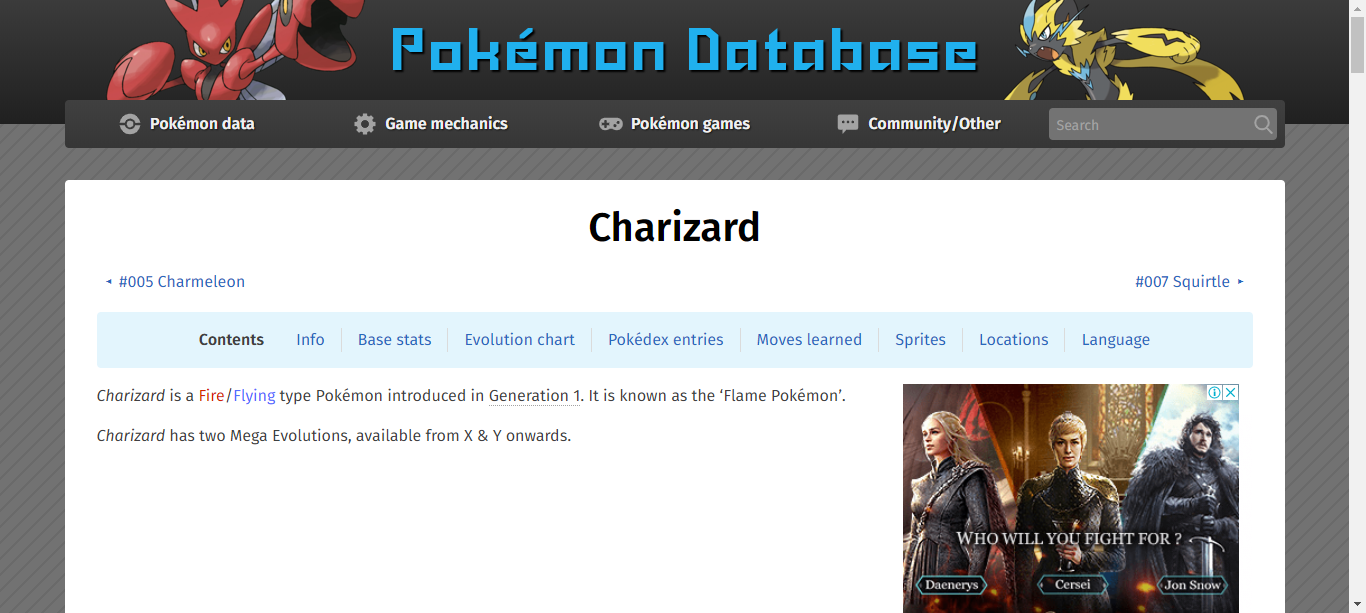 Pokémon Database
Pokémon data
Game mechanics
Pokémon games
Community/Other
Search
Charizard
◂ #005 Charmeleon
#007 Squirtle ▸
Contents
Info
Base stats
Evolution chart
Pokédex entries
Moves learned
Sprites
Locations
Language
Charizard is a Fire/Flying type Pokémon introduced in Generation 1. It is known as the ‘Flame Pokémon’.
Charizard has two Mega Evolutions, available from X & Y onwards.
WHO WILL YOU FIGHT FOR ?
Daenerys
Cersei
Jon Snow